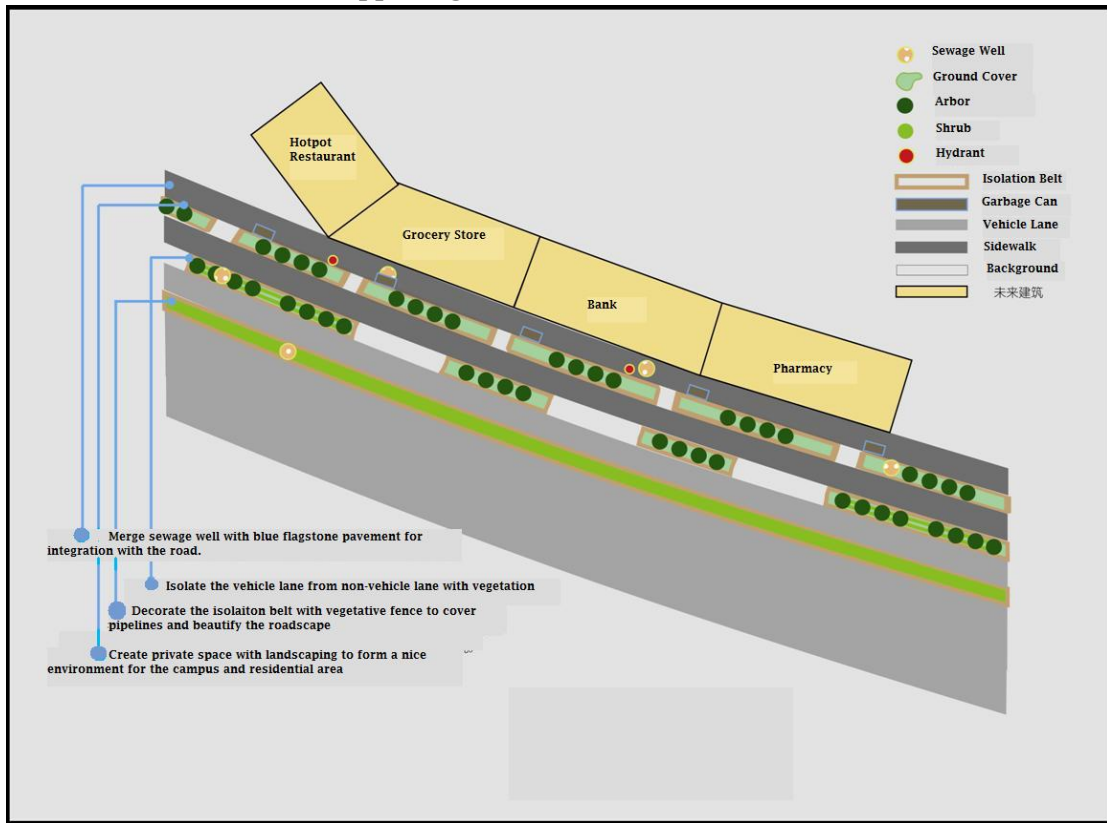 Hotpot
Restaurant
Grocery Store
Bank
Pharmacy
Sewage Well
Ground Cover
Arbor
Shrub
Hydrant
Isolation Belt
Garbage Can
Vehicle Lane
Sidewalk
Background
未来建筑
Merge sewage well with blue flagstone pavement for
integration with the road.
Isolate the vehicle lane from non-vehicle lane with vegetation
Decorate the isolaiton belt with vegetative fence to cover
pipelines and beautify the roadscape
Create private space with landscaping to form a nice
environment for the campus and residential area